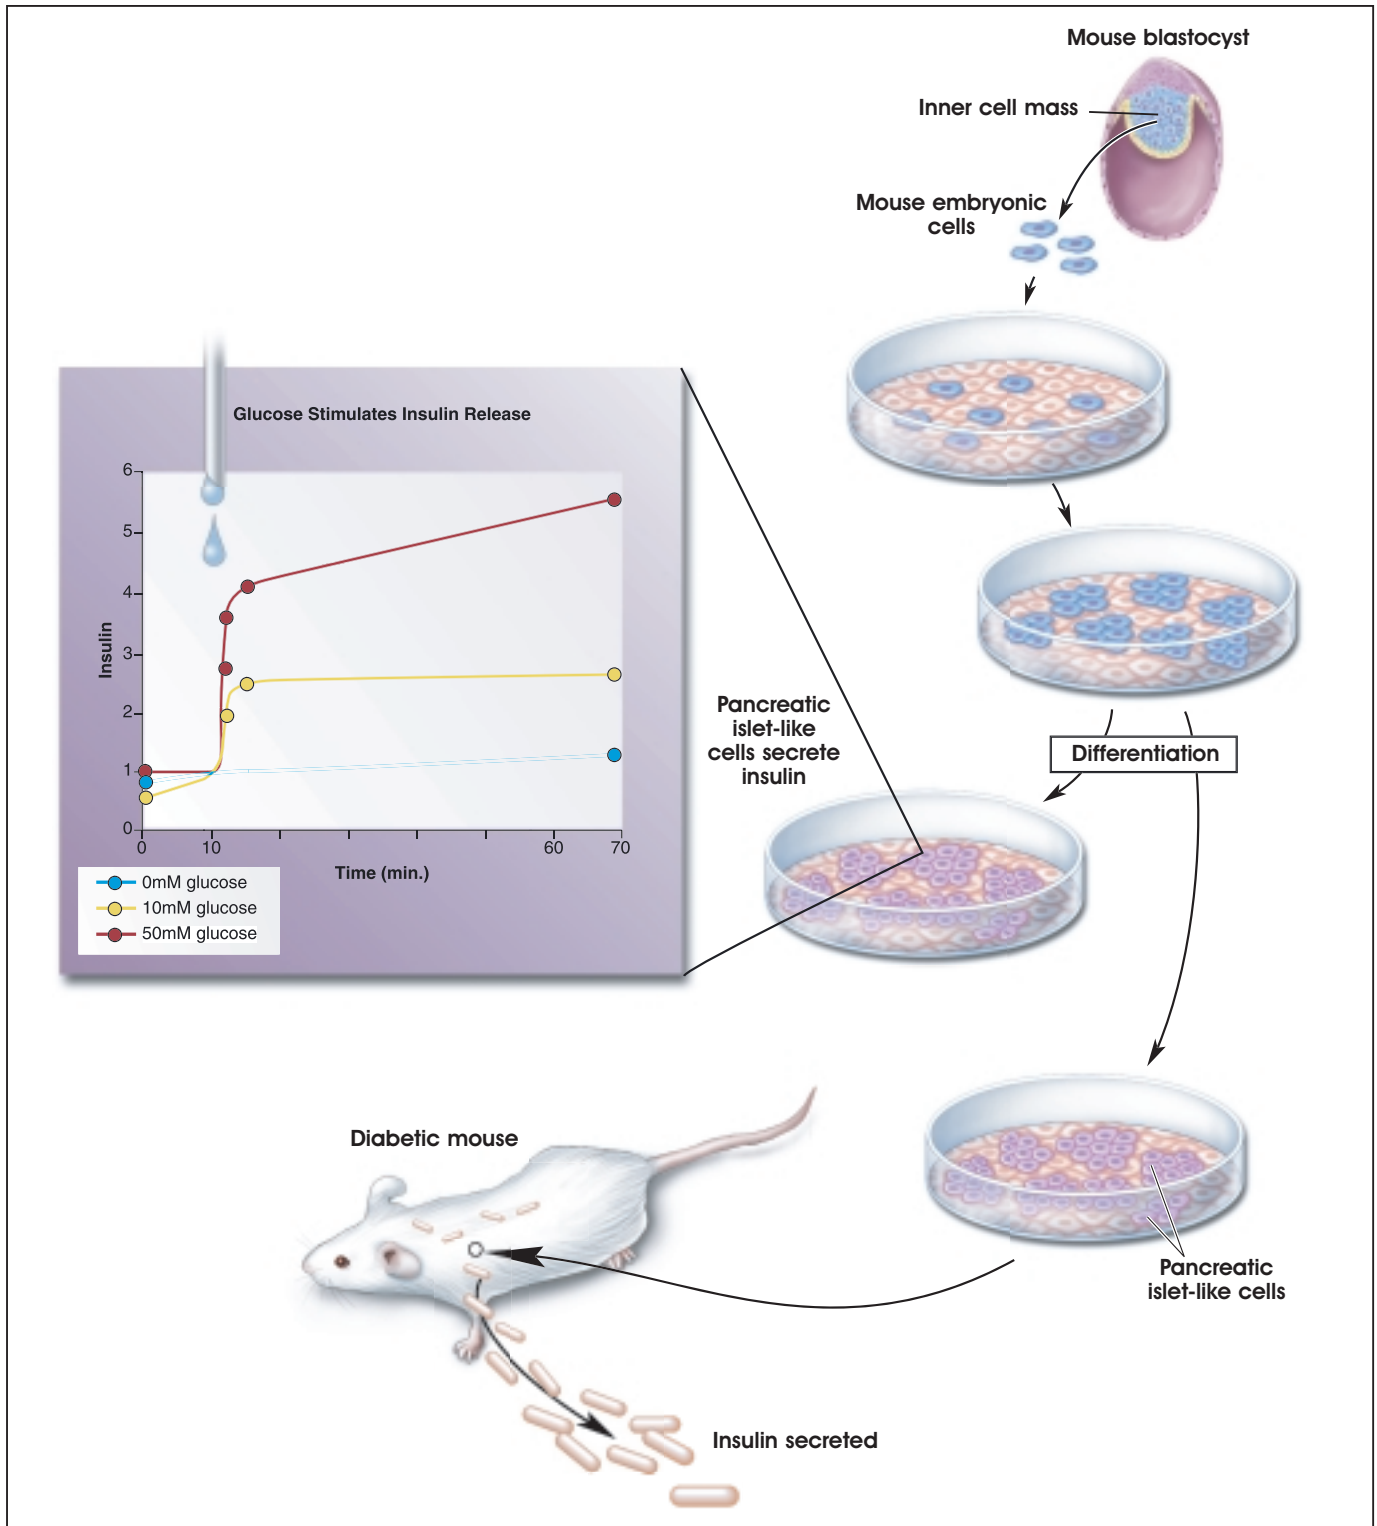 Mouse blastocyst
Inner cell mass
Mouse embryonic
cells
Glucose Stimulates Insulin Release
6
5
4
3
2
1
0
Insulin
0
10
60
70
Time (min.)
0mM glucose
10mM glucose
50mM glucose
Pancreatic
islet-like
cells secrete
insulin
Differentiation
Diabetic mouse
Pancreatic
islet-like cells
Insulin secreted